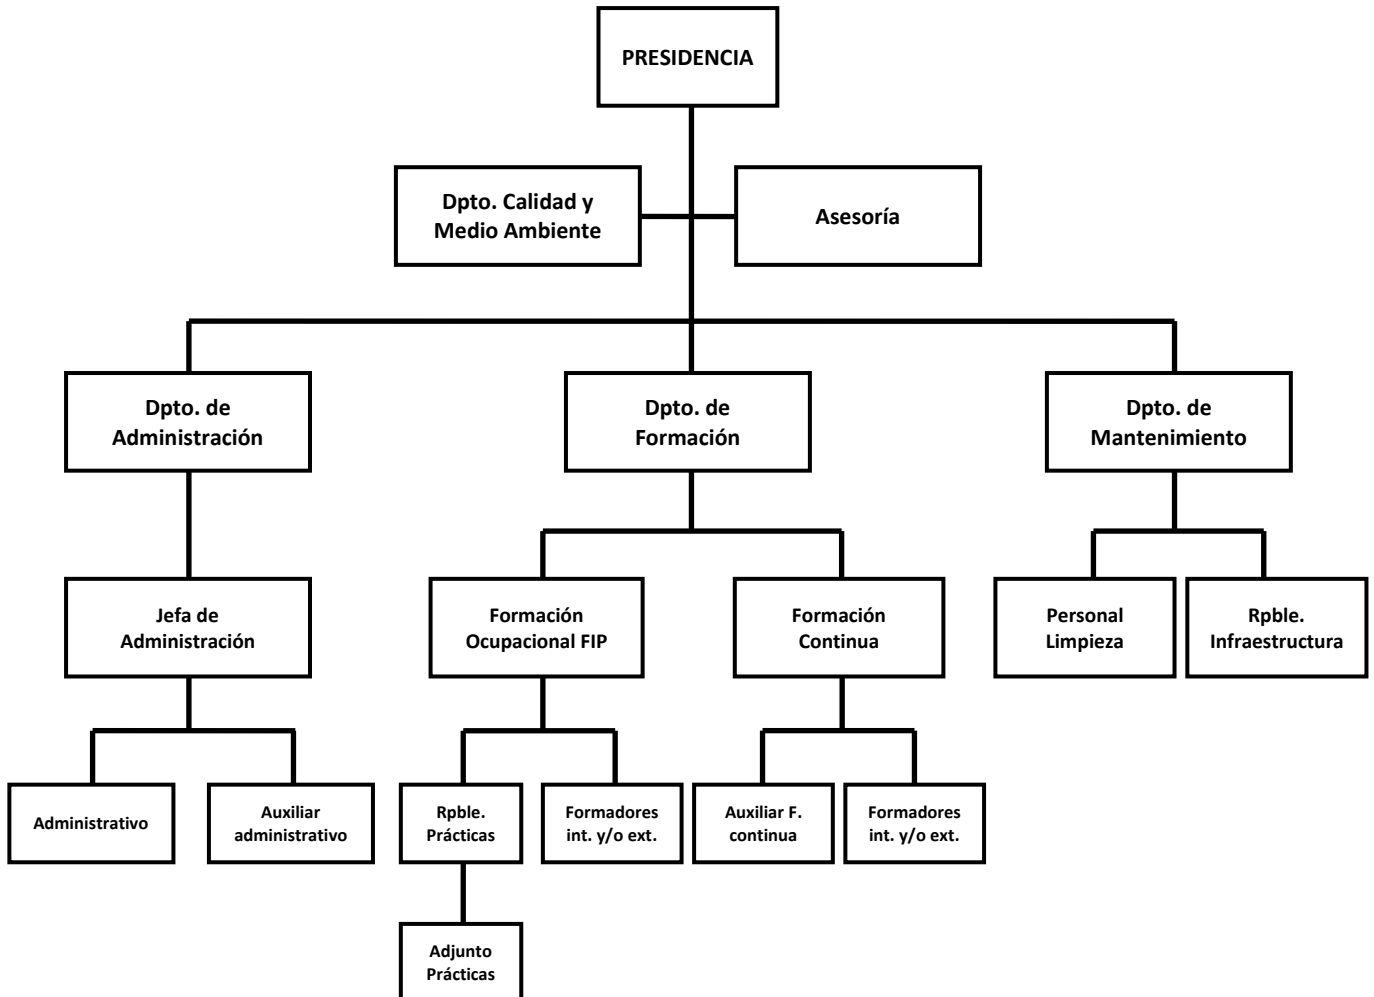 PRESIDENCIA
Dpto. Calidad y
Medio Ambiente
Asesoría
Dpto. de
Administración
Dpto. de
Formación
Dpto. de
Mantenimiento
Jefa de
Administración
Formación
Ocupacional FIP
Formación
Continua
Personal
Limpieza
Rpble.
Infraestructura
Administrativo
Auxiliar
administrativo
Rpble.
Prácticas
Formadores
int. y/o ext.
Auxiliar F.
continua
Formadores
int. y/o ext.
Adjunto
Prácticas